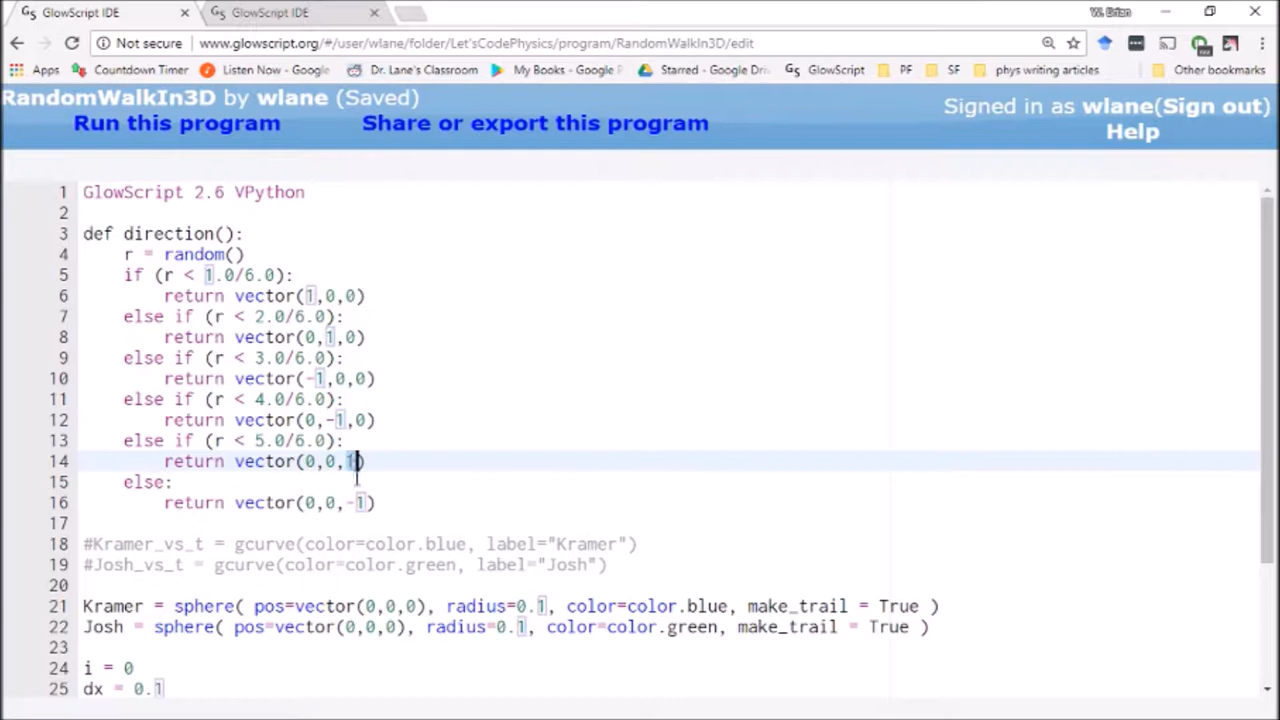 GlowScript IDE
GlowScript IDE
W. Brian
Not secure | www.glowscript.org/#/user/wlane/folder/Let'sCodePhysics/program/RandomWalkIn3D/edit
Apps Countdown Timer Listen Now - Google Dr. Lane's Classroom My Books - Google P Starred - Google Dri GlowScript PF SF phys writing articles Other bookmarks
RandomWalkIn3D by wlane (Saved)
Signed in as wlane(Sign out)
Run this program Share or export this program
Help
1 GlowScript 2.6 VPython
2
3 def direction():
4 r = random()
5 if (r < 1.0/6.0):
6 return vector(1,0,0)
7 else if (r < 2.0/6.0):
8 return vector(0,1,0)
9 else if (r < 3.0/6.0):
10 return vector(-1,0,0)
11 else if (r < 4.0/6.0):
12 return vector(0,-1,0)
13 else if (r < 5.0/6.0):
14 return vector(0,0,1)
15 else:
16 return vector(0,0,-1)
17
18 #Kramer_vs_t = gcurve(color=color.blue, label="Kramer")
19 #Josh_vs_t = gcurve(color=color.green, label="Josh")
20
21 Kramer = sphere( pos=vector(0,0,0), radius=0.1, color=color.blue, make_trail = True )
22 Josh = sphere( pos=vector(0,0,0), radius=0.1, color=color.green, make_trail = True )
23
24 i = 0
25 dx = 0.1